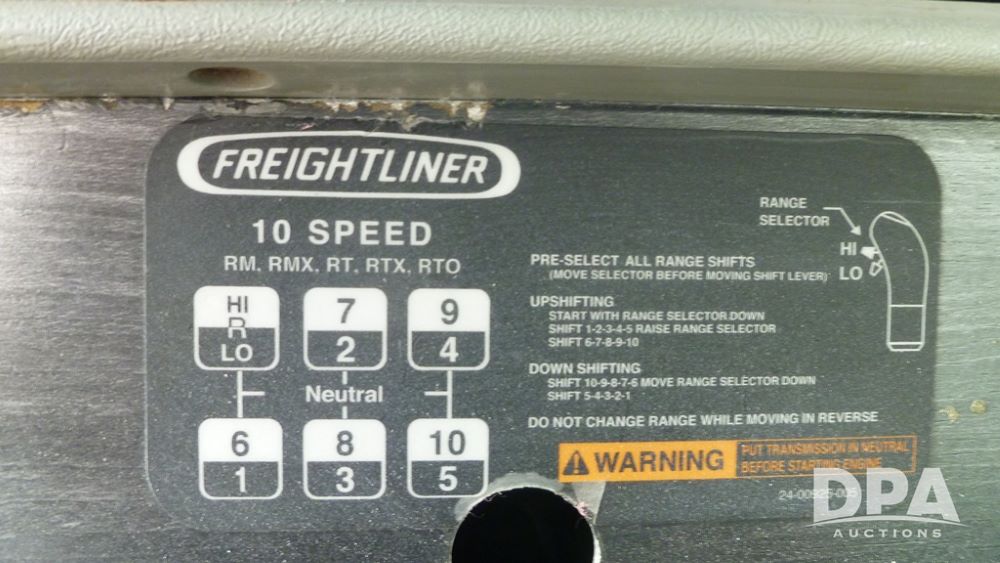 FREIGHTLINER
10 SPEED
RM, RMX, RT, RTX, RTO
HI
R
LO
7
2
9
4
Neutral
6
1
8
3
10
5
RANGE
SELECTOR
HI
LO
PRE-SELECT ALL RANGE SHIFTS
(MOVE SELECTOR BEFORE MOVING SHIFT LEVER)
UPSHIFTING
START WITH RANGE SELECTOR DOWN
SHIFT 1-2-3-4-5 RAISE RANGE SELECTOR
SHIFT 6-7-8-9-10
DOWN SHIFTING
SHIFT 10-9-8-7-6 MOVE RANGE SELECTOR DOWN
SHIFT 5-4-3-2-1
DO NOT CHANGE RANGE WHILE MOVING IN REVERSE
WARNING
PUT TRANSMISSION IN NEUTRAL
BEFORE STARTING ENGINE
24-00925-005
DPA
AUCTIONS